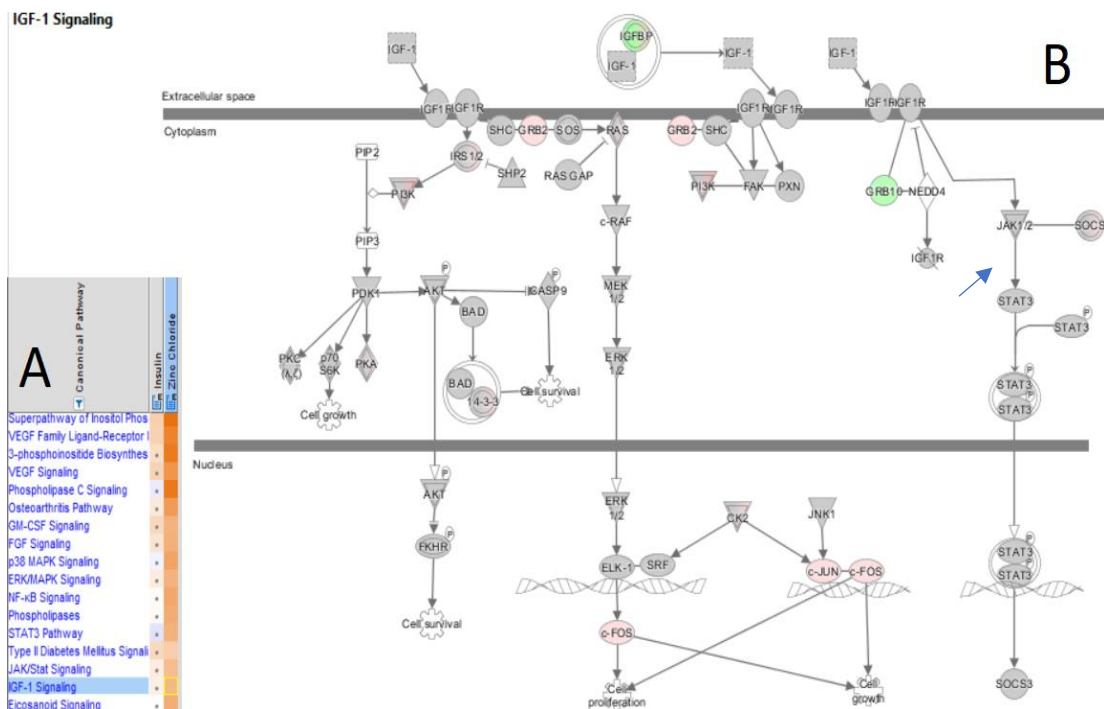 IGF-1 Signaling
B
IGFBP
IGF-1
IGF-1
IGF-1
IGF-1
Extracellular space
IGF1R
IGF1R
IGF1R
IGF1R
IGF1R
IGF1R
Cytoplasm
SHC
GRB2
SOS
RAS
GRB2
SHC
PIP2
IRS1/2
SHP2
RAS GAP
PI3K
PI3K
FAK
PXN
GRB10
NEDD4
c-RAF
JAK1/2
SOCS
PIP3
IGF1R
P
P
PDK1
AKT
CASP9
MEK
1/2
STAT3
BAD
P
STAT3
PKC
(λ,ζ)
p70
S6K
PKA
ERK
1/2
BAD
14-3-3
Cell survival
P
STAT3
P
STAT3
Cell growth
Nucleus
P
AKT
ERK
1/2
CK2
JNK1
P
FKHR
ELK-1
SRF
c-JUN
c-FOS
P
STAT3
P
STAT3
Cell survival
c-FOS
Cell
proliferation
Cell
growth
SOCS3
A
Canonical Pathway
Insulin
Zinc Chloride
Superpathway of Inositol Phos
VEGF Family Ligand-Receptor I
3-phosphoinositide Biosynthes
VEGF Signaling
Phospholipase C Signaling
Osteoarthritis Pathway
GM-CSF Signaling
FGF Signaling
p38 MAPK Signaling
ERK/MAPK Signaling
NF-κB Signaling
Phospholipases
STAT3 Pathway
Type II Diabetes Mellitus Signali
JAK/Stat Signaling
IGF-1 Signaling
Eicosanoid Signaling